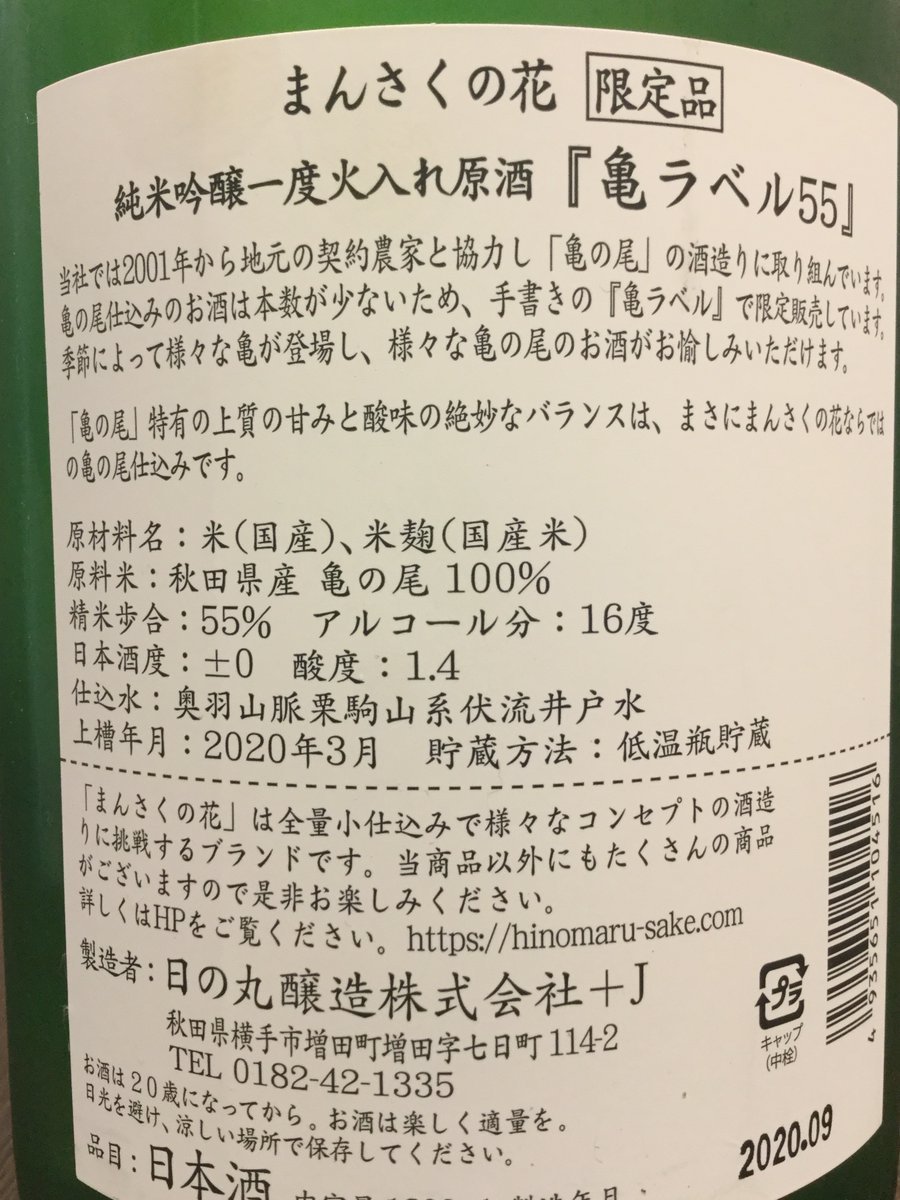 まんさくの花 限定品
純米吟醸一度火入れ原酒『亀ラベル55』
当社では2001年から地元の契約農家と協力し「亀の尾」の酒造りに取り組んでいます。
亀の尾仕込みのお酒は本数が少ないため、手書きの『亀ラベル』で限定販売しています。
季節によって様々な亀が登場し、様々な亀の尾のお酒がお愉しみいただけます。
「亀の尾」特有の上質の甘みと酸味の絶妙なバランスは、まさにまんさくの花ならでは
の亀の尾仕込みです。
原材料名：米(国産)、米麹(国産米)
原料米：秋田県産 亀の尾 100%
精米歩合：55% アルコール分：16度
日本酒度：±0 酸度：1.4
仕込水：奥羽山脈栗駒山系伏流井戸水
上槽年月：2020年3月 貯蔵方法：低温瓶貯蔵
「まんさくの花」は全量小仕込みで様々なコンセプトの酒造
りに挑戦するブランドです。当商品以外にもたくさんの商品
がございますので是非お楽しみください。
詳しくはHPをご覧ください。https://hinomaru-sake.com
製造者：日の丸醸造株式会社+J
秋田県横手市増田町増田字七日町114-2
TEL 0182-42-1335
お酒は20歳になってから。お酒は楽しく適量を。
日光を避け、涼しい場所で保存してください。
品目：日本酒
プラ
キャップ
(中栓)
4 935651 104516
2020.09